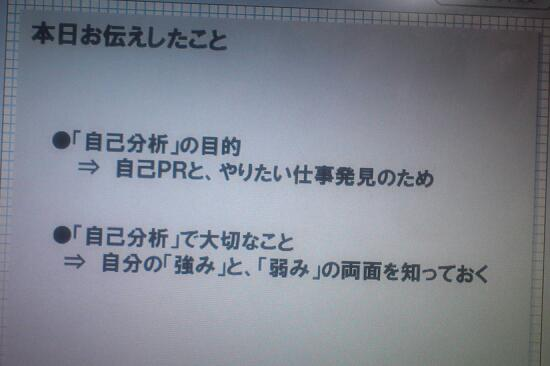 本日お伝えしたこと
●「自己分析」の目的
⇒ 自己PRと、やりたい仕事発見のため
●「自己分析」で大切なこと
⇒ 自分の「強み」と、「弱み」の両面を知っておく